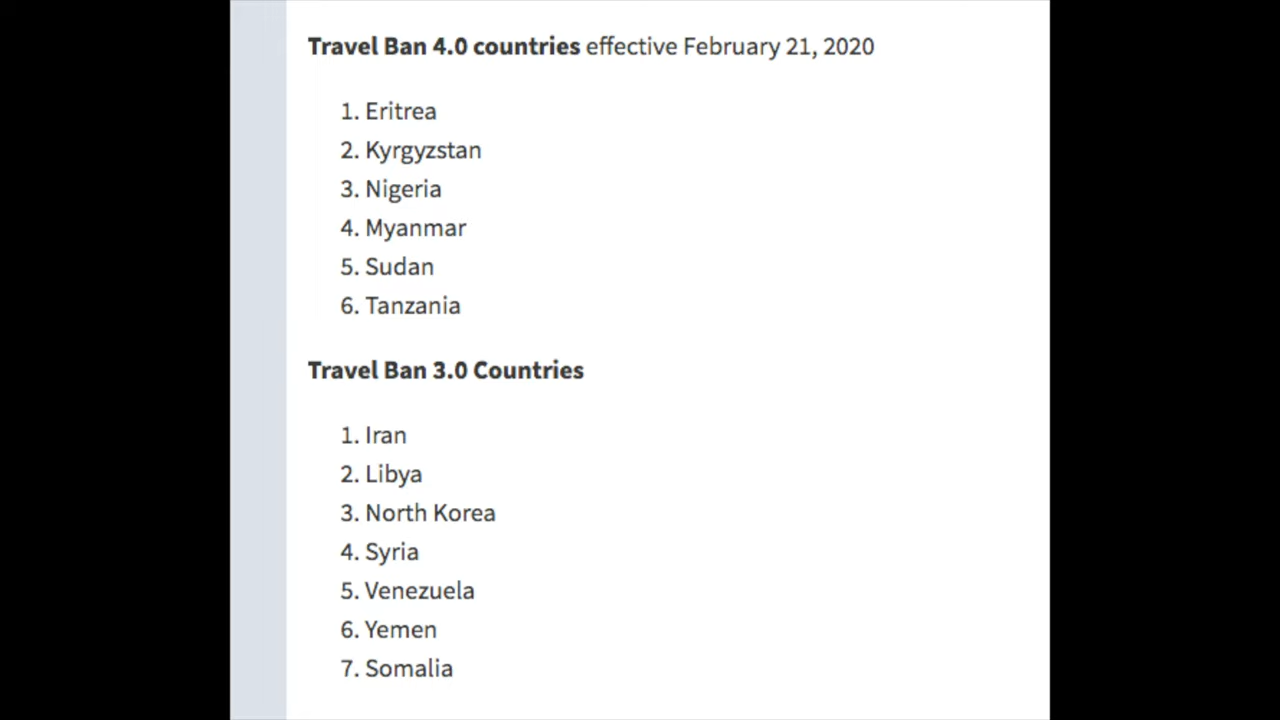 Travel Ban 4.0 countries effective February 21, 2020
1. Eritrea
2. Kyrgyzstan
3. Nigeria
4. Myanmar
5. Sudan
6. Tanzania
Travel Ban 3.0 Countries
1. Iran
2. Libya
3. North Korea
4. Syria
5. Venezuela
6. Yemen
7. Somalia